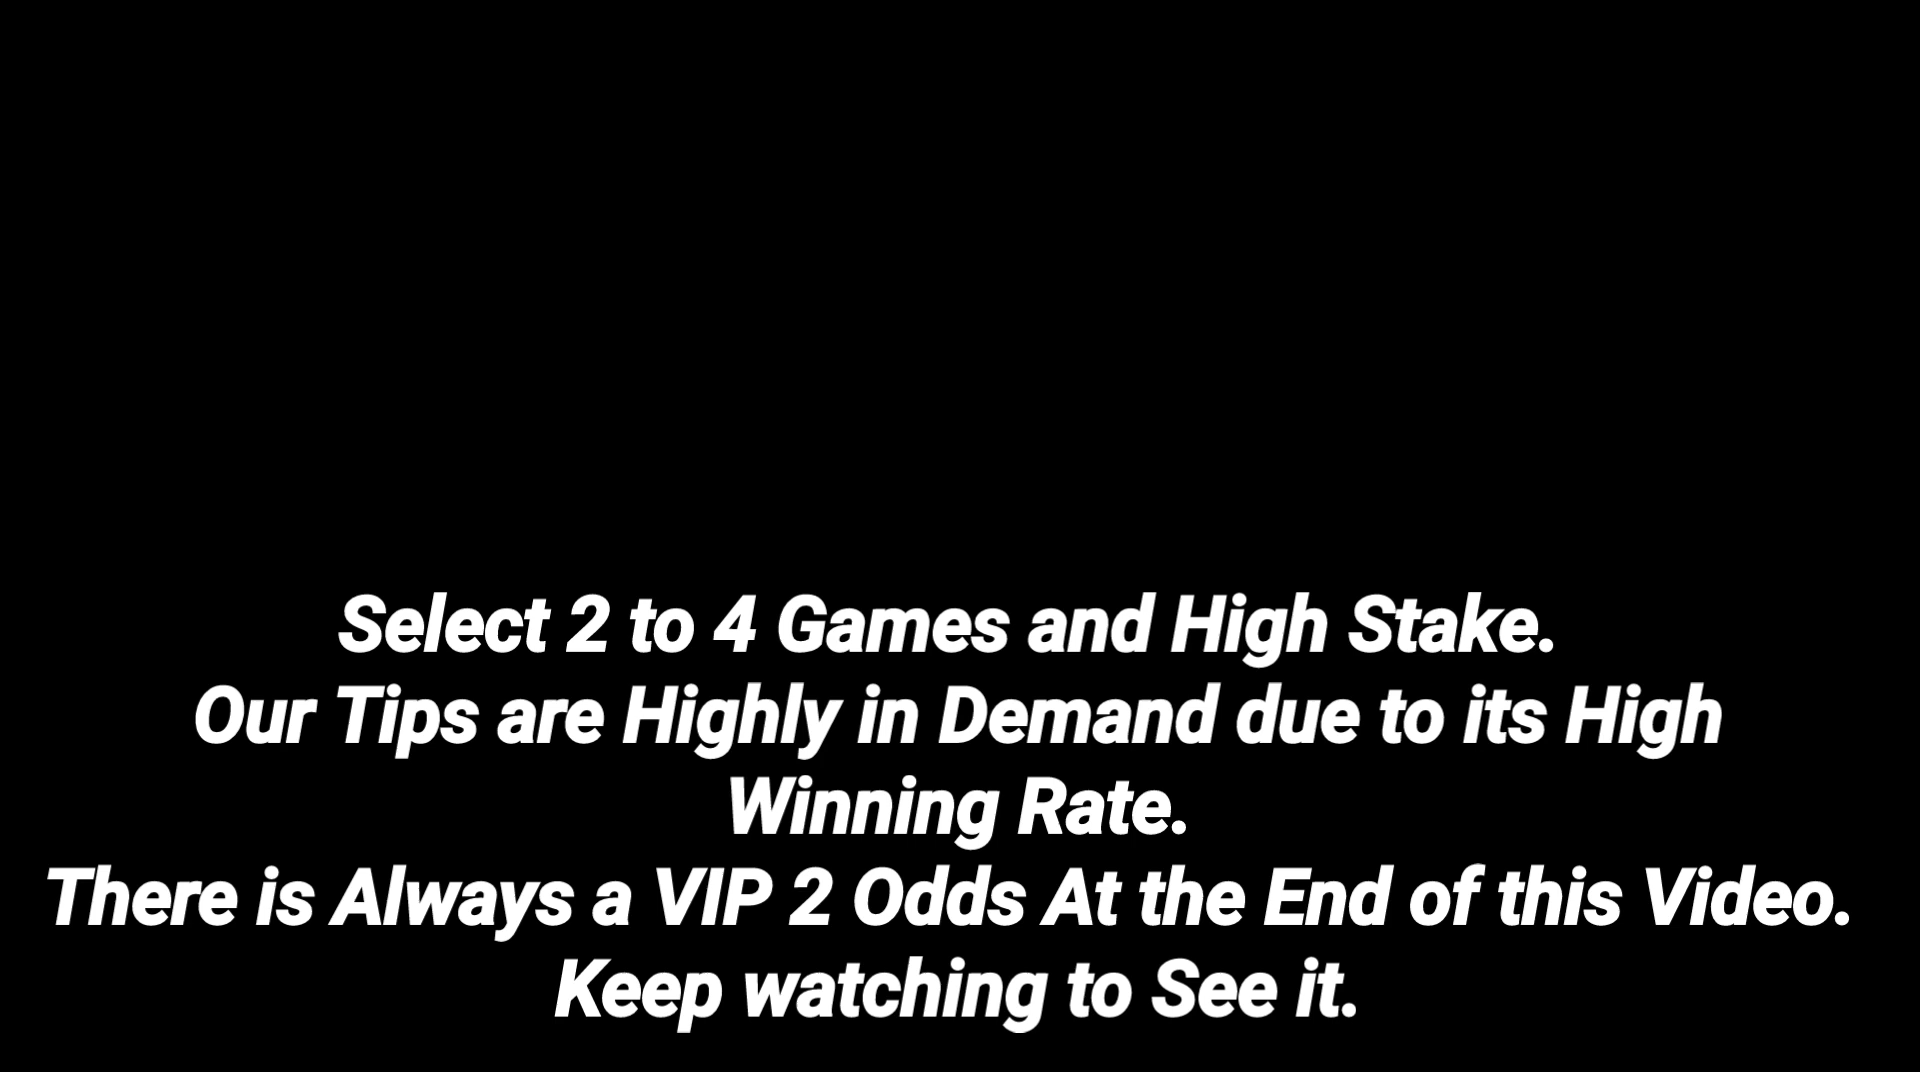 Select 2 to 4 Games and High Stake.
Our Tips are Highly in Demand due to its High
Winning Rate.
There is Always a VIP 2 Odds At the End of this Video.
Keep watching to See it.